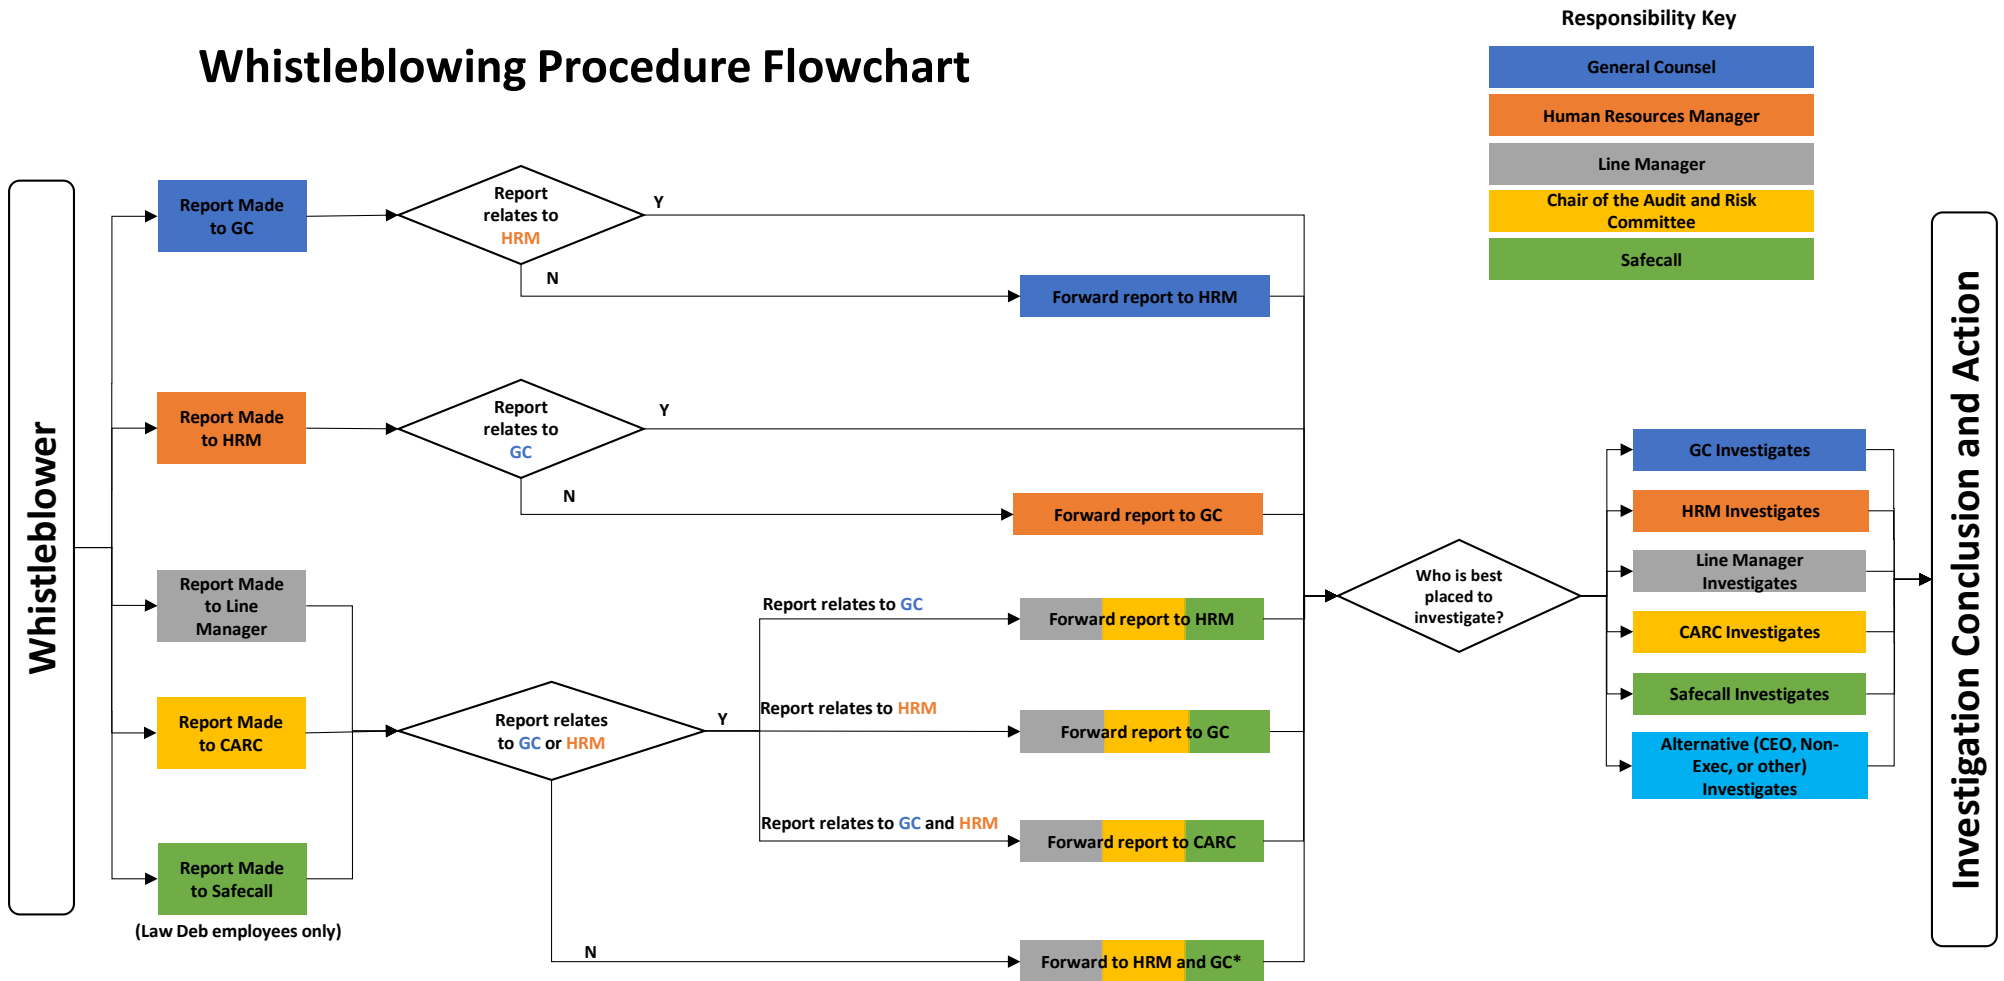 Responsibility Key
Whistleblowing Procedure Flowchart
General Counsel
Human Resources Manager
Line Manager
Chair of the Audit and Risk
Committee
Safecall
Whistleblower
Report Made
to GC
Report
relates to
HRM
Y
N
Forward report to HRM
Report Made
to HRM
Report
relates to
GC
Y
N
Forward report to GC
Report Made
to Line
Manager
Report Made
to CARC
Report Made
to Safecall
(Law Deb employees only)
Report relates
to GC or HRM
Y
N
Report relates to GC
Forward report to HRM
Report relates to HRM
Forward report to GC
Report relates to GC and HRM
Forward report to CARC
Forward to HRM and GC*
Who is best
placed to
investigate?
GC Investigates
HRM Investigates
Line Manager
Investigates
CARC Investigates
Safecall Investigates
Alternative (CEO, Non-
Exec, or other)
Investigates
Investigation Conclusion and Action